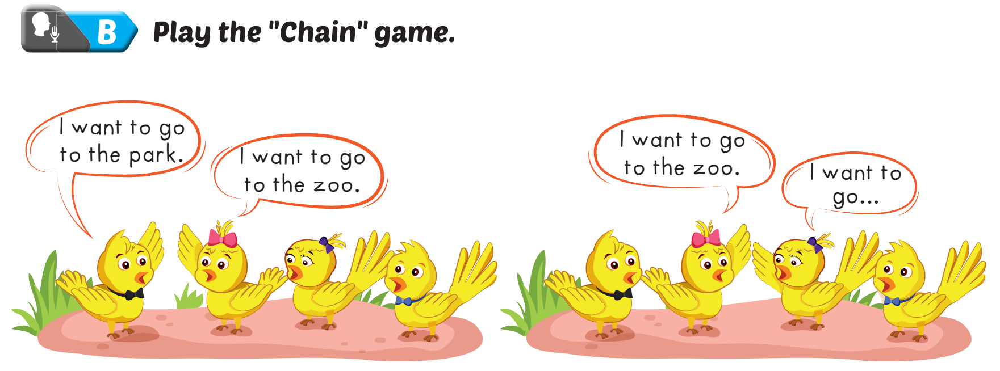 B Play the "Chain" game.
I want to go
to the park.
I want to go
to the zoo.
I want to go
to the zoo.
I want to
go...